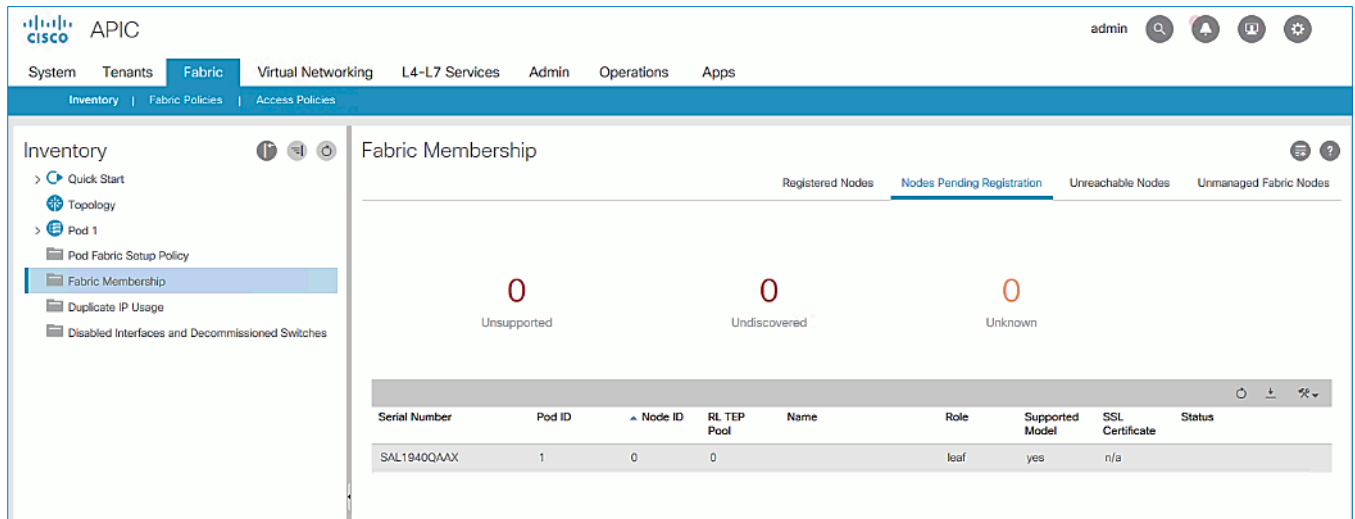 CISCO APIC admin
System Tenants Fabric Virtual Networking L4-L7 Services Admin Operations Apps
Inventory | Fabric Policies | Access Policies
Inventory
Quick Start
Topology
Pod 1
Pod Fabric Setup Policy
Fabric Membership
Duplicate IP Usage
Disabled Interfaces and Decommissioned Switches
Fabric Membership
Registered Nodes Nodes Pending Registration Unreachable Nodes Unmanaged Fabric Nodes
0 0 0
Unsupported Undiscovered Unknown
Serial Number Pod ID Node ID RL TEP Pool Name Role Supported Model SSL Certificate Status
SAL1940QAAX 1 0 0 leaf yes n/a